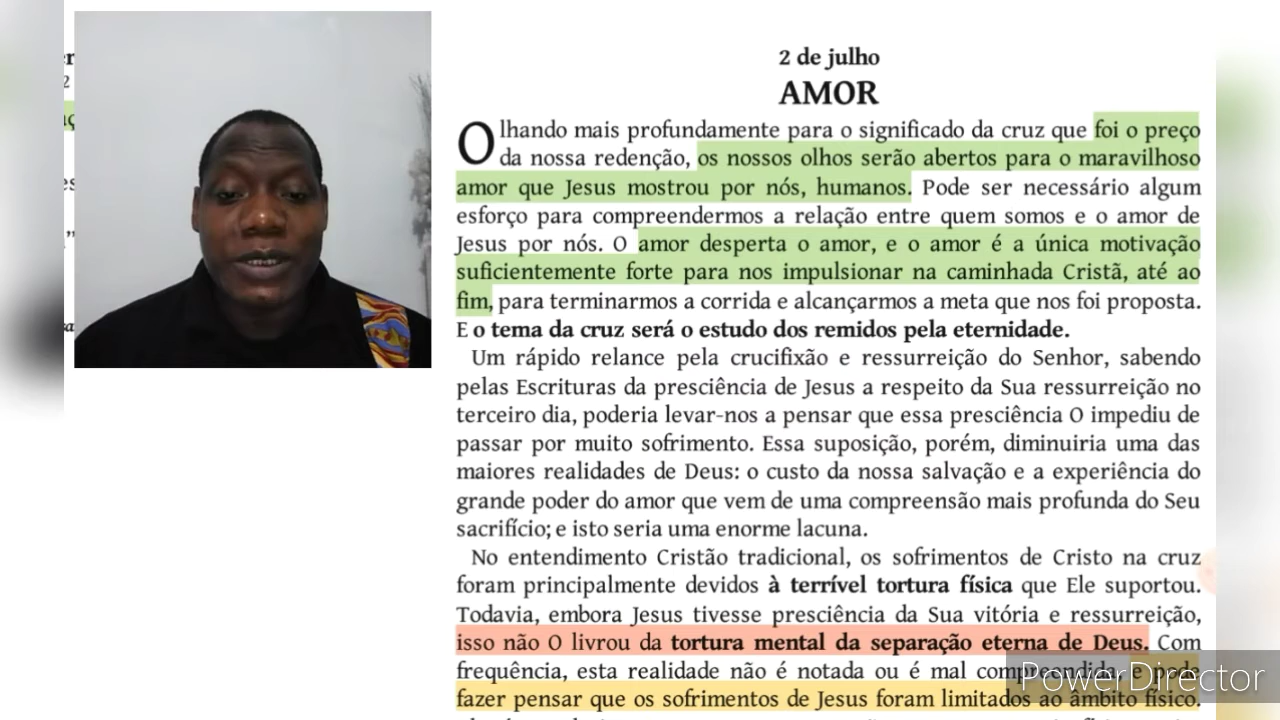 2 de julho
AMOR
Olhando mais profundamente para o significado da cruz que foi o preço
da nossa redenção, os nossos olhos serão abertos para o maravilhoso
amor que Jesus mostrou por nós, humanos. Pode ser necessário algum
esforço para compreendermos a relação entre quem somos e o amor de
Jesus por nós. O amor desperta o amor, e o amor é a única motivação
suficientemente forte para nos impulsionar na caminhada Cristã, até ao
fim, para terminarmos a corrida e alcançarmos a meta que nos foi proposta.
E o tema da cruz será o estudo dos remidos pela eternidade.
Um rápido relance pela crucifixão e ressurreição do Senhor, sabendo
pelas Escrituras da presciência de Jesus a respeito da Sua ressurreição no
terceiro dia, poderia levar-nos a pensar que essa presciência O impediu de
passar por muito sofrimento. Essa suposição, porém, diminuiria uma das
maiores realidades de Deus: o custo da nossa salvação e a experiência do
grande poder do amor que vem de uma compreensão mais profunda do Seu
sacrifício; e isto seria uma enorme lacuna.
No entendimento Cristão tradicional, os sofrimentos de Cristo na cruz
foram principalmente devidos à terrível tortura física que Ele suportou.
Todavia, embora Jesus tivesse presciência da Sua vitória e ressurreição,
isso não O livrou da tortura mental da separação eterna de Deus. Com
frequência, esta realidade não é notada ou é mal compreendida, e pode
fazer pensar que os sofrimentos de Jesus foram limitados ao âmbito físico.
PowerDirector